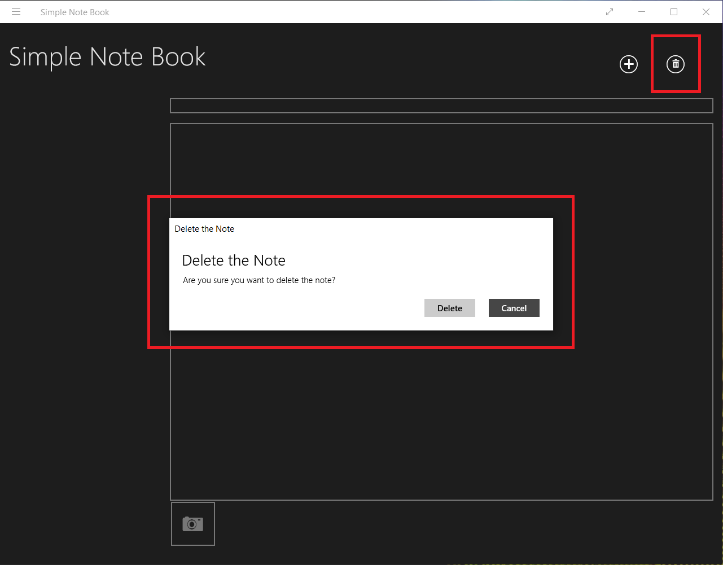 Simple Note Book
Simple Note Book
Delete the Note
Delete the Note
Are you sure you want to delete the note?
Delete
Cancel